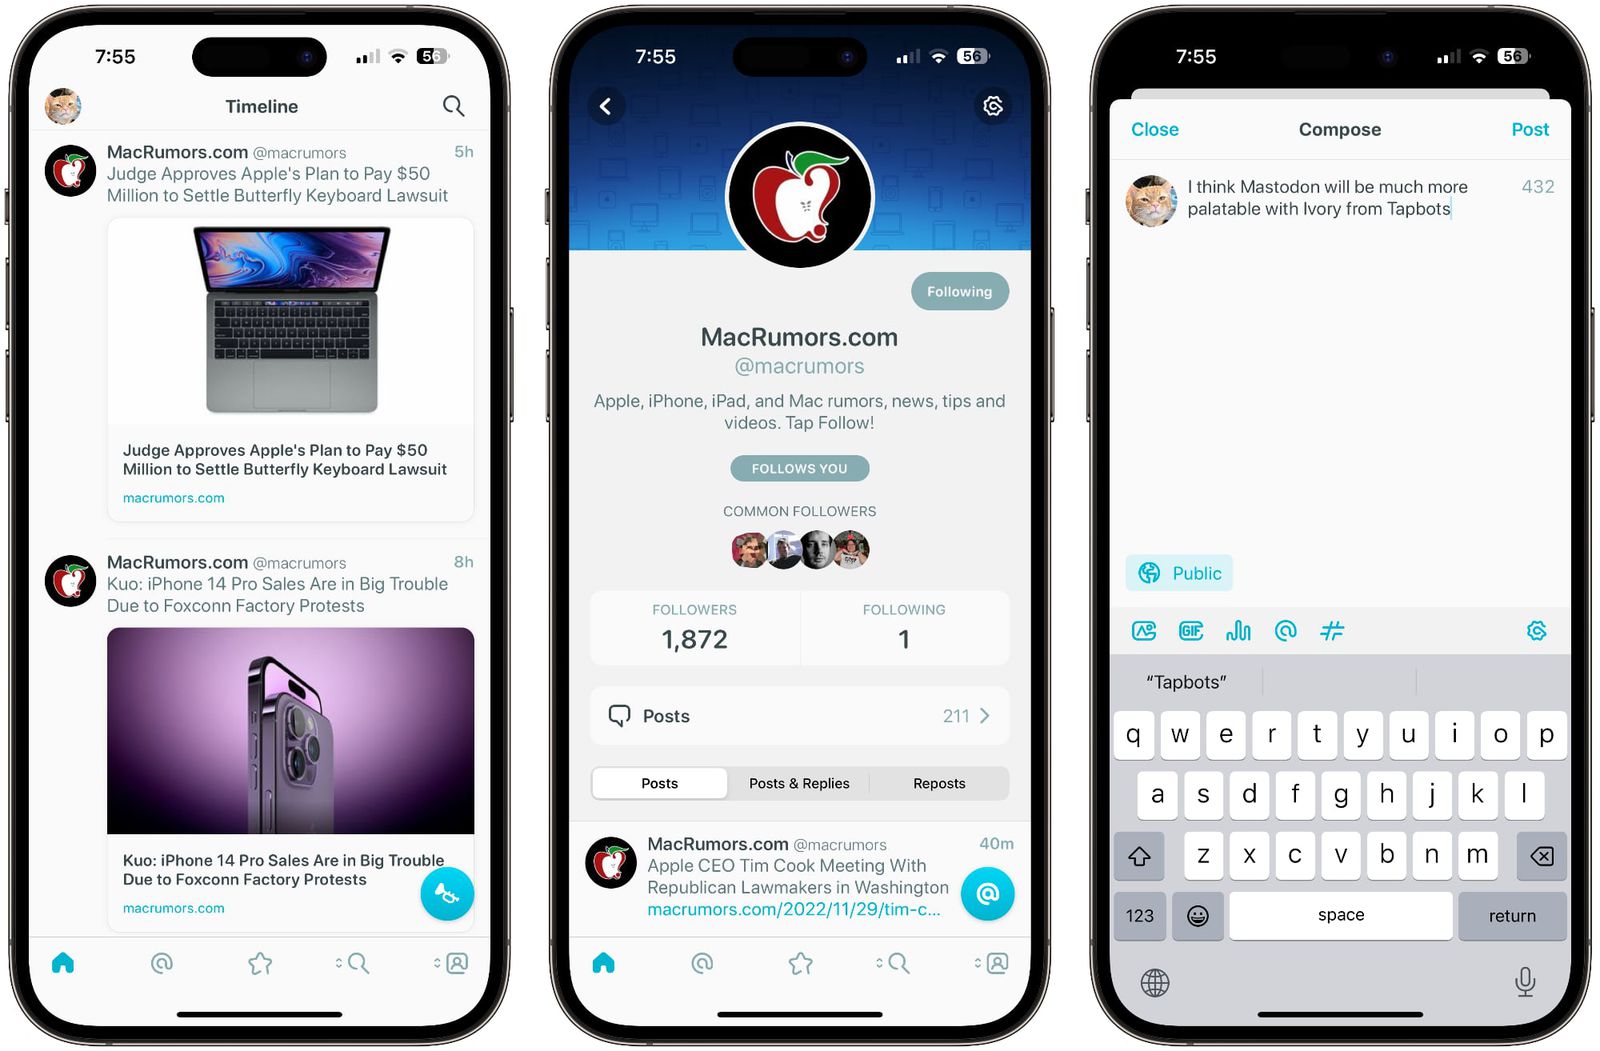 7:55
56
Timeline
MacRumors.com @macrumors 5h
Judge Approves Apple's Plan to Pay $50
Million to Settle Butterfly Keyboard Lawsuit
Judge Approves Apple's Plan to Pay $50
Million to Settle Butterfly Keyboard Lawsuit
macrumors.com
MacRumors.com @macrumors 8h
Kuo: iPhone 14 Pro Sales Are in Big Trouble
Due to Foxconn Factory Protests
Kuo: iPhone 14 Pro Sales Are in Big Trouble
Due to Foxconn Factory Protests
macrumors.com
7:55
56
Following
MacRumors.com
@macrumors
Apple, iPhone, iPad, and Mac rumors, news, tips and
videos. Tap Follow!
FOLLOWS YOU
COMMON FOLLOWERS
FOLLOWERS FOLLOWING
1,872 1
Posts 211
Posts Posts & Replies Reposts
MacRumors.com @macrumors 40m
Apple CEO Tim Cook Meeting With
Republican Lawmakers in Washington
macrumors.com/2022/11/29/tim-c...
7:55
56
Close Compose Post
I think Mastodon will be much more 432
palatable with Ivory from Tapbots
Public
GIF @ #
“Tapbots”
q w e r t y u i o p
a s d f g h j k l
z x c v b n m
123 space return